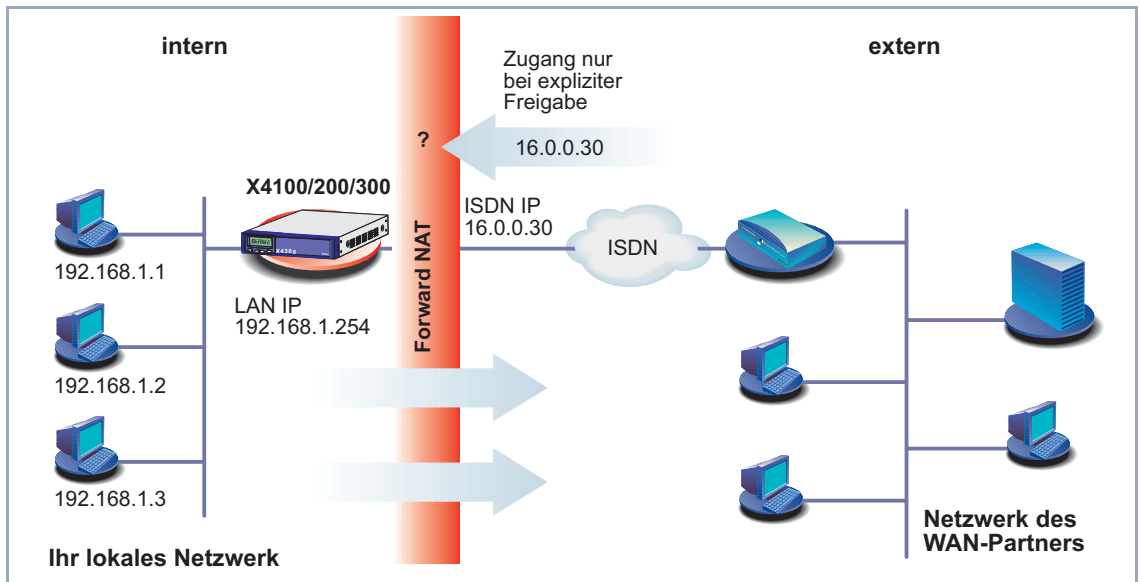 intern
extern
Zugang nur
bei expliziter
Freigabe
?
16.0.0.30
X4100/200/300
ISDN IP
16.0.0.30
Forward NAT
ISDN
X4300
192.168.1.1
LAN IP
192.168.1.254
192.168.1.2
192.168.1.3
Ihr lokales Netzwerk
Netzwerk des
WAN-Partners